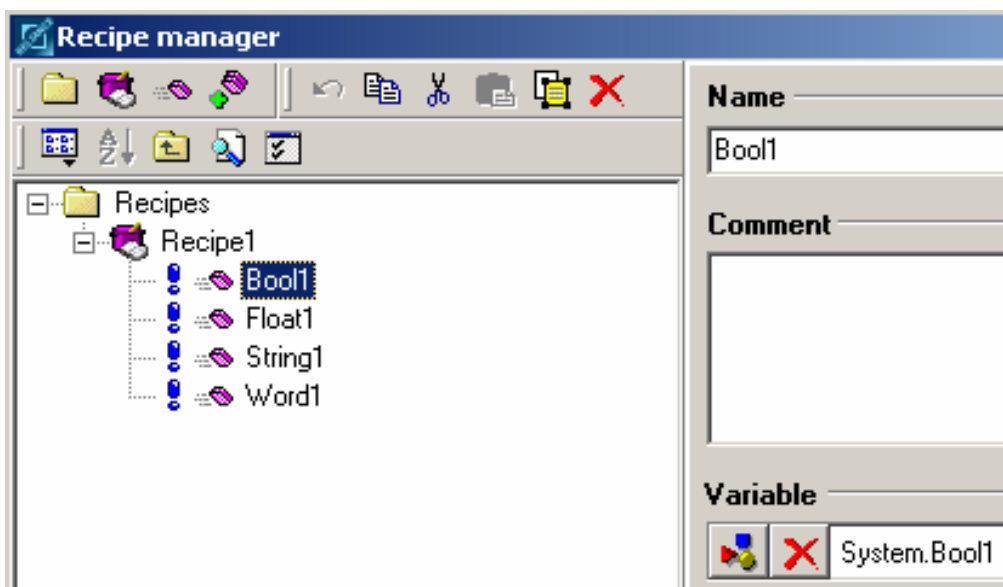 Recipe manager
Name
Bool1
Recipes
Recipe1
Bool1
Float1
String1
Word1
Comment
Variable
System.Bool1